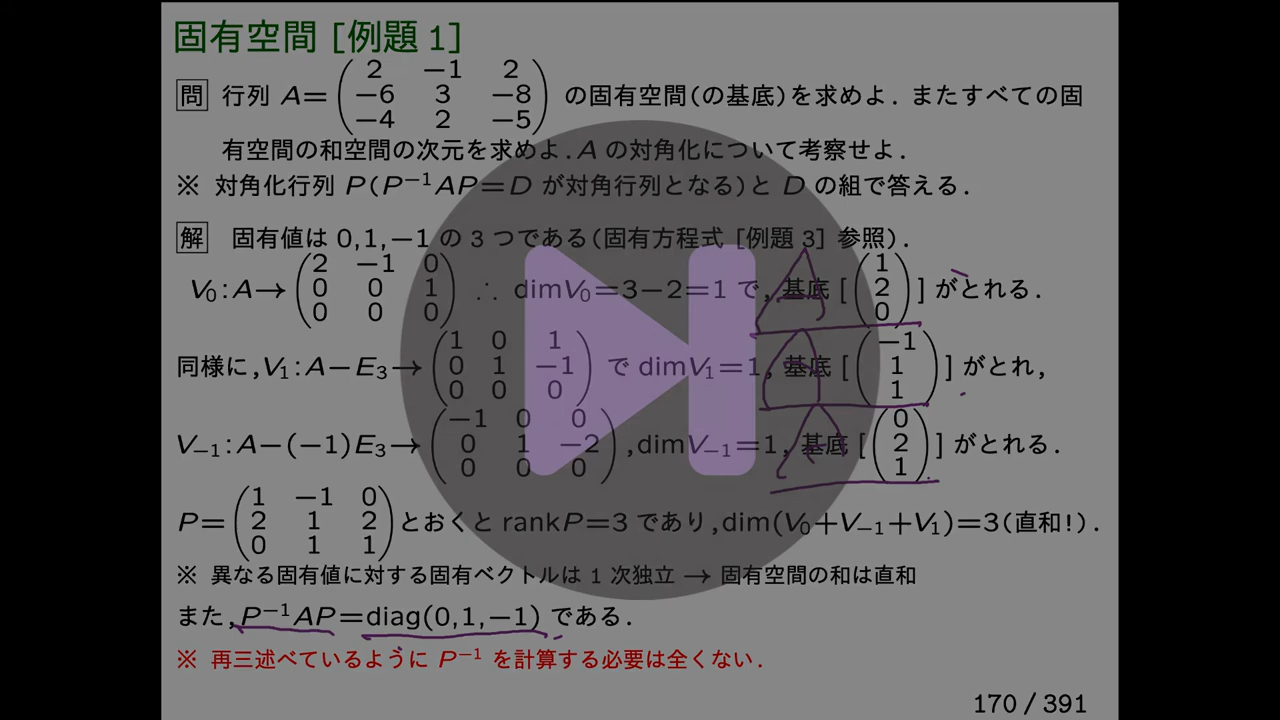 固有空間 [例題 1]
問 行列 A=(2 −1 2 / −6 3 −8 / −4 2 −5) の固有空間(の基底)を求めよ. またすべての固
有空間の和空間の次元を求めよ. A の対角化について考察せよ.
※ 対角化行列 P(P⁻¹AP=D が対角行列となる)と D の組で答える.
解 固有値は 0,1,−1 の 3 つである(固有方程式 [例題 3] 参照).
V₀:A→(2 −1 0 / 0 0 1 / 0 0 0) ∴ dimV₀=3−2=1 で, 基底 [(1 / 2 / 0)] がとれる.
同様に,V₁:A−E₃→(1 0 1 / 0 1 −1 / 0 0 0) で dimV₁=1, 基底 [(−1 / 1 / 1)] がとれ,
V₋₁:A−(−1)E₃→(−1 0 0 / 0 1 −2 / 0 0 0),dimV₋₁=1, 基底 [(0 / 2 / 1)] がとれる.
P=(1 −1 0 / 2 1 2 / 0 1 1)とおくと rankP=3 であり,dim(V₀+V₋₁+V₁)=3(直和!).
※ 異なる固有値に対する固有ベクトルは 1 次独立 → 固有空間の和は直和
また,P⁻¹AP=diag(0,1,−1) である.
※ 再三述べているように P⁻¹ を計算する必要は全くない.
170 / 391